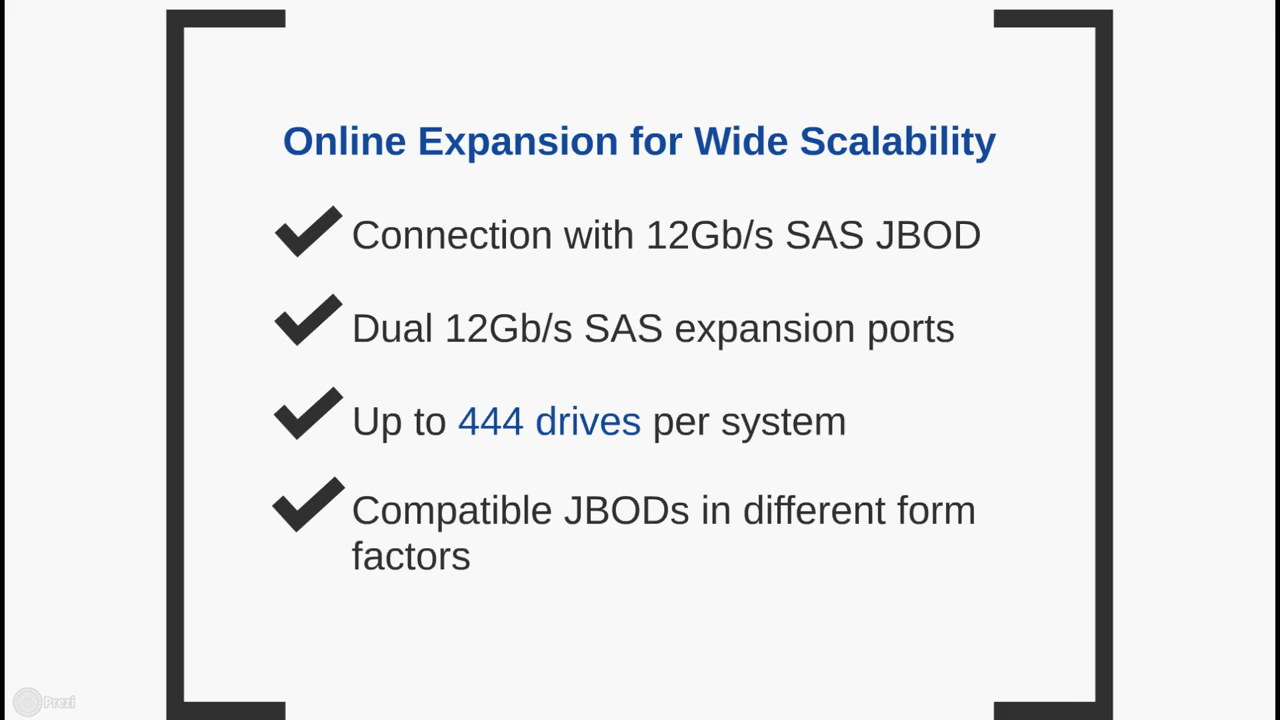 Online Expansion for Wide Scalability
Connection with 12Gb/s SAS JBOD
Dual 12Gb/s SAS expansion ports
Up to 444 drives per system
Compatible JBODs in different form
factors
Prezi